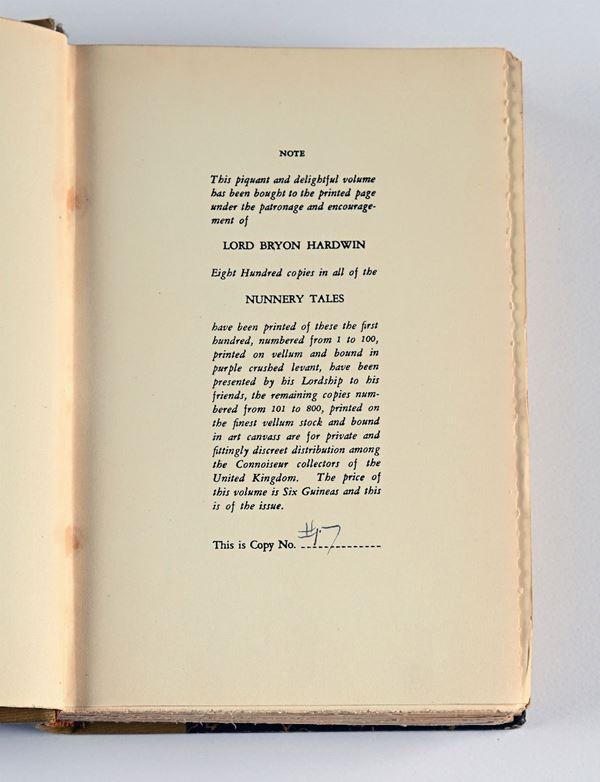 NOTE
This piquant and delightful volume
has been bought to the printed page
under the patronage and encourage-
ment of
LORD BRYON HARDWIN
Eight Hundred copies in all of the
NUNNERY TALES
have been printed of these the first
hundred, numbered from 1 to 100,
printed on vellum and bound in
purple crushed levant, have been
presented by his Lordship to his
friends, the remaining copies num-
bered from 101 to 800, printed on
the finest vellum stock and bound
in art canvass are for private and
fittingly discreet distribution among
the Connoiseur collectors of the
United Kingdom. The price of
this volume is Six Guineas and this
is of the issue.
This is Copy No.